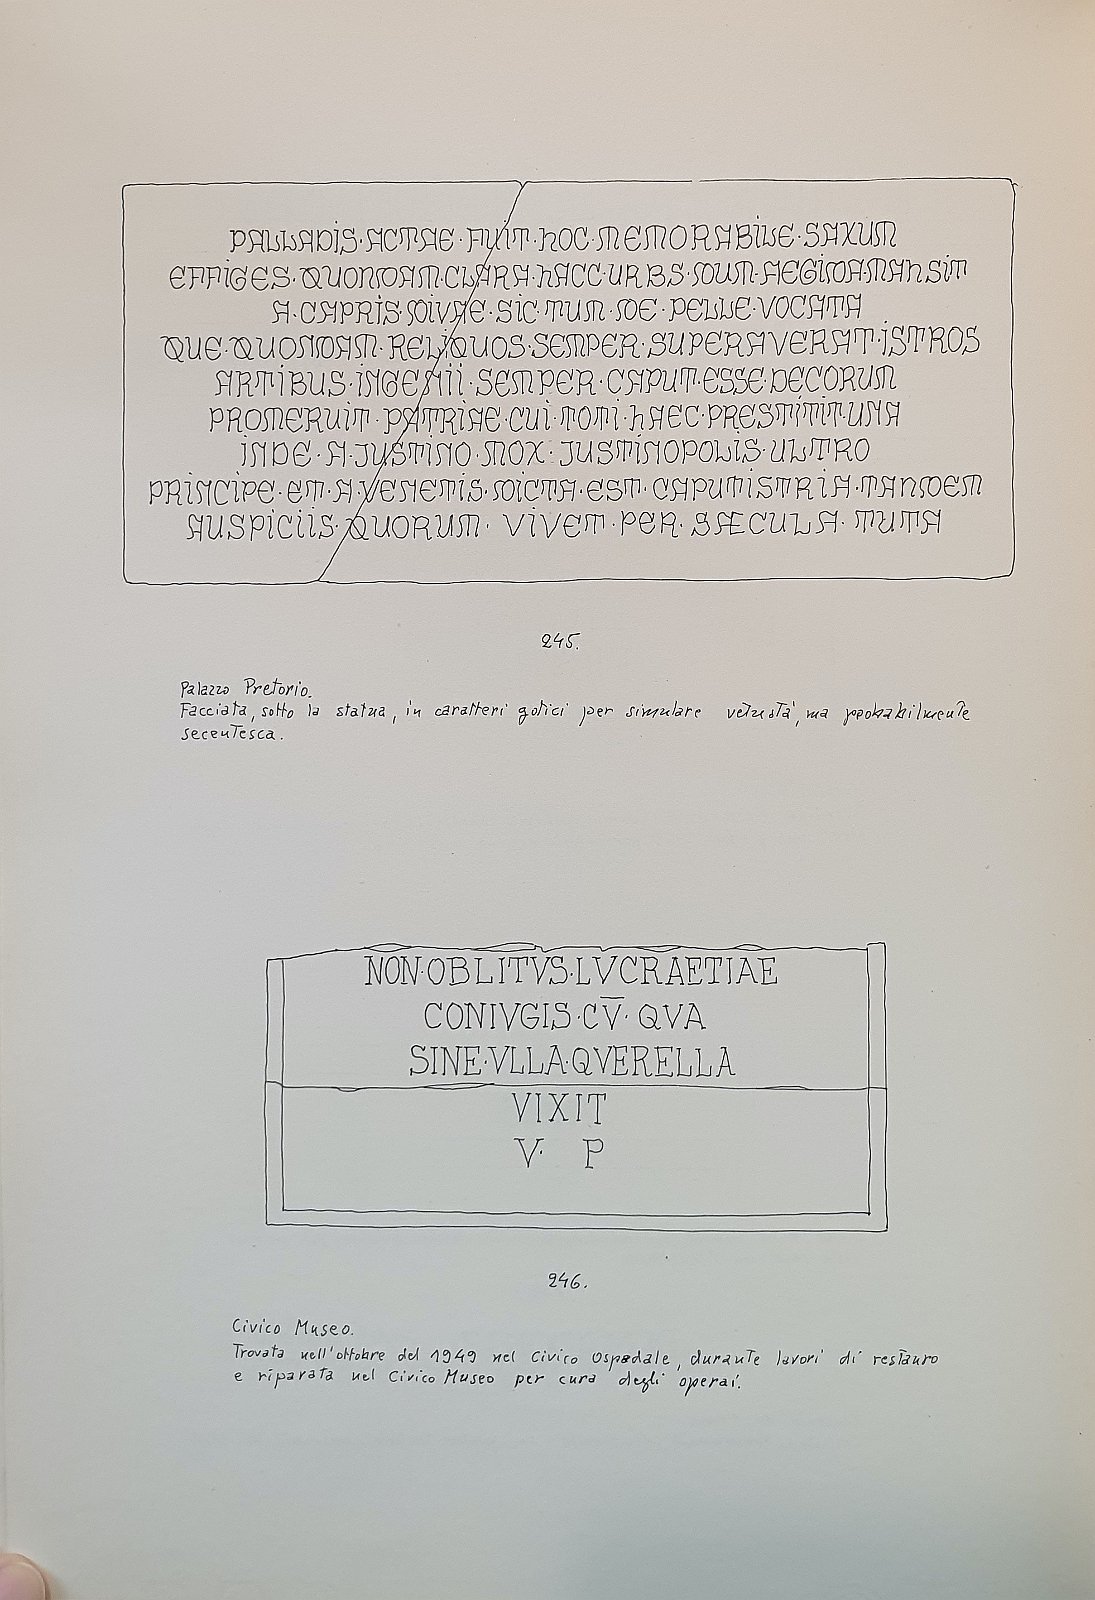 PALLADIS·ACTAE·FUIT·hOC·MEMORABILE·SAXUM
EFFIGES·QUONDAM·CLARA·hACC·URBS·DUM·AEGIDA·MANSIT
A·CAPRIS·DIVAE·SIC·TUM·DE·PELLE·VOCATA
QUE·QUONDAM·RELIQUOS·SEMPER·SUPERAVERAT·ISTROS
ARTIBUS·INGENII·SEMPER·CAPUT·ESSE·DECORUM
PROMERUIT·PATRIAE·CUI·TOTI·hAEC·PRESTITIT·UNA
INDE·A·JUSTINO·MOX·JUSTINOPOLIS·ULTRO
PRINCIPE·ET·A·VENETIS·DICTA·EST·CAPUTISTRIA·TANDEM
AUSPICIIS·QUORUM·VIVET·PER·SÆCULA·TUTA
245.
Palazzo Pretorio.
Facciata, sotto la statua, in caratteri gotici per simulare vetustà, ma probabilmente
secentesca.
NON·OBLITVS·LVCRAETIAE
CONIVGIS·CV̅·QVA
SINE·VLLA·QVERELLA
VIXIT
V· P
246.
Civico Museo.
Trovata nell'ottobre del 1949 nel Civico Ospedale, durante lavori di restauro
e riparata nel Civico Museo per cura degli operai.